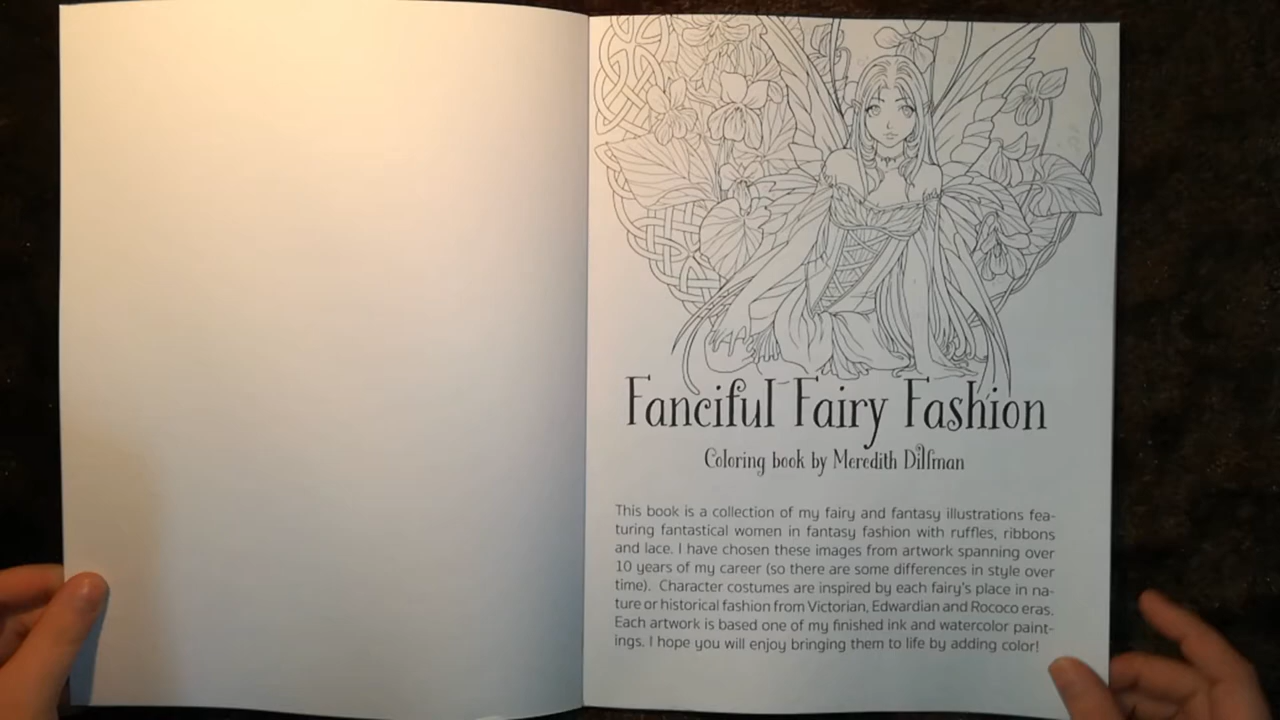 Fanciful Fairy Fashion
Coloring book by Meredith Dillman
This book is a collection of my fairy and fantasy illustrations fea-
turing fantastical women in fantasy fashion with ruffles, ribbons
and lace. I have chosen these images from artwork spanning over
10 years of my career (so there are some differences in style over
time). Character costumes are inspired by each fairy's place in na-
ture or historical fashion from Victorian, Edwardian and Rococo eras.
Each artwork is based one of my finished ink and watercolor paint-
ings. I hope you will enjoy bringing them to life by adding color!